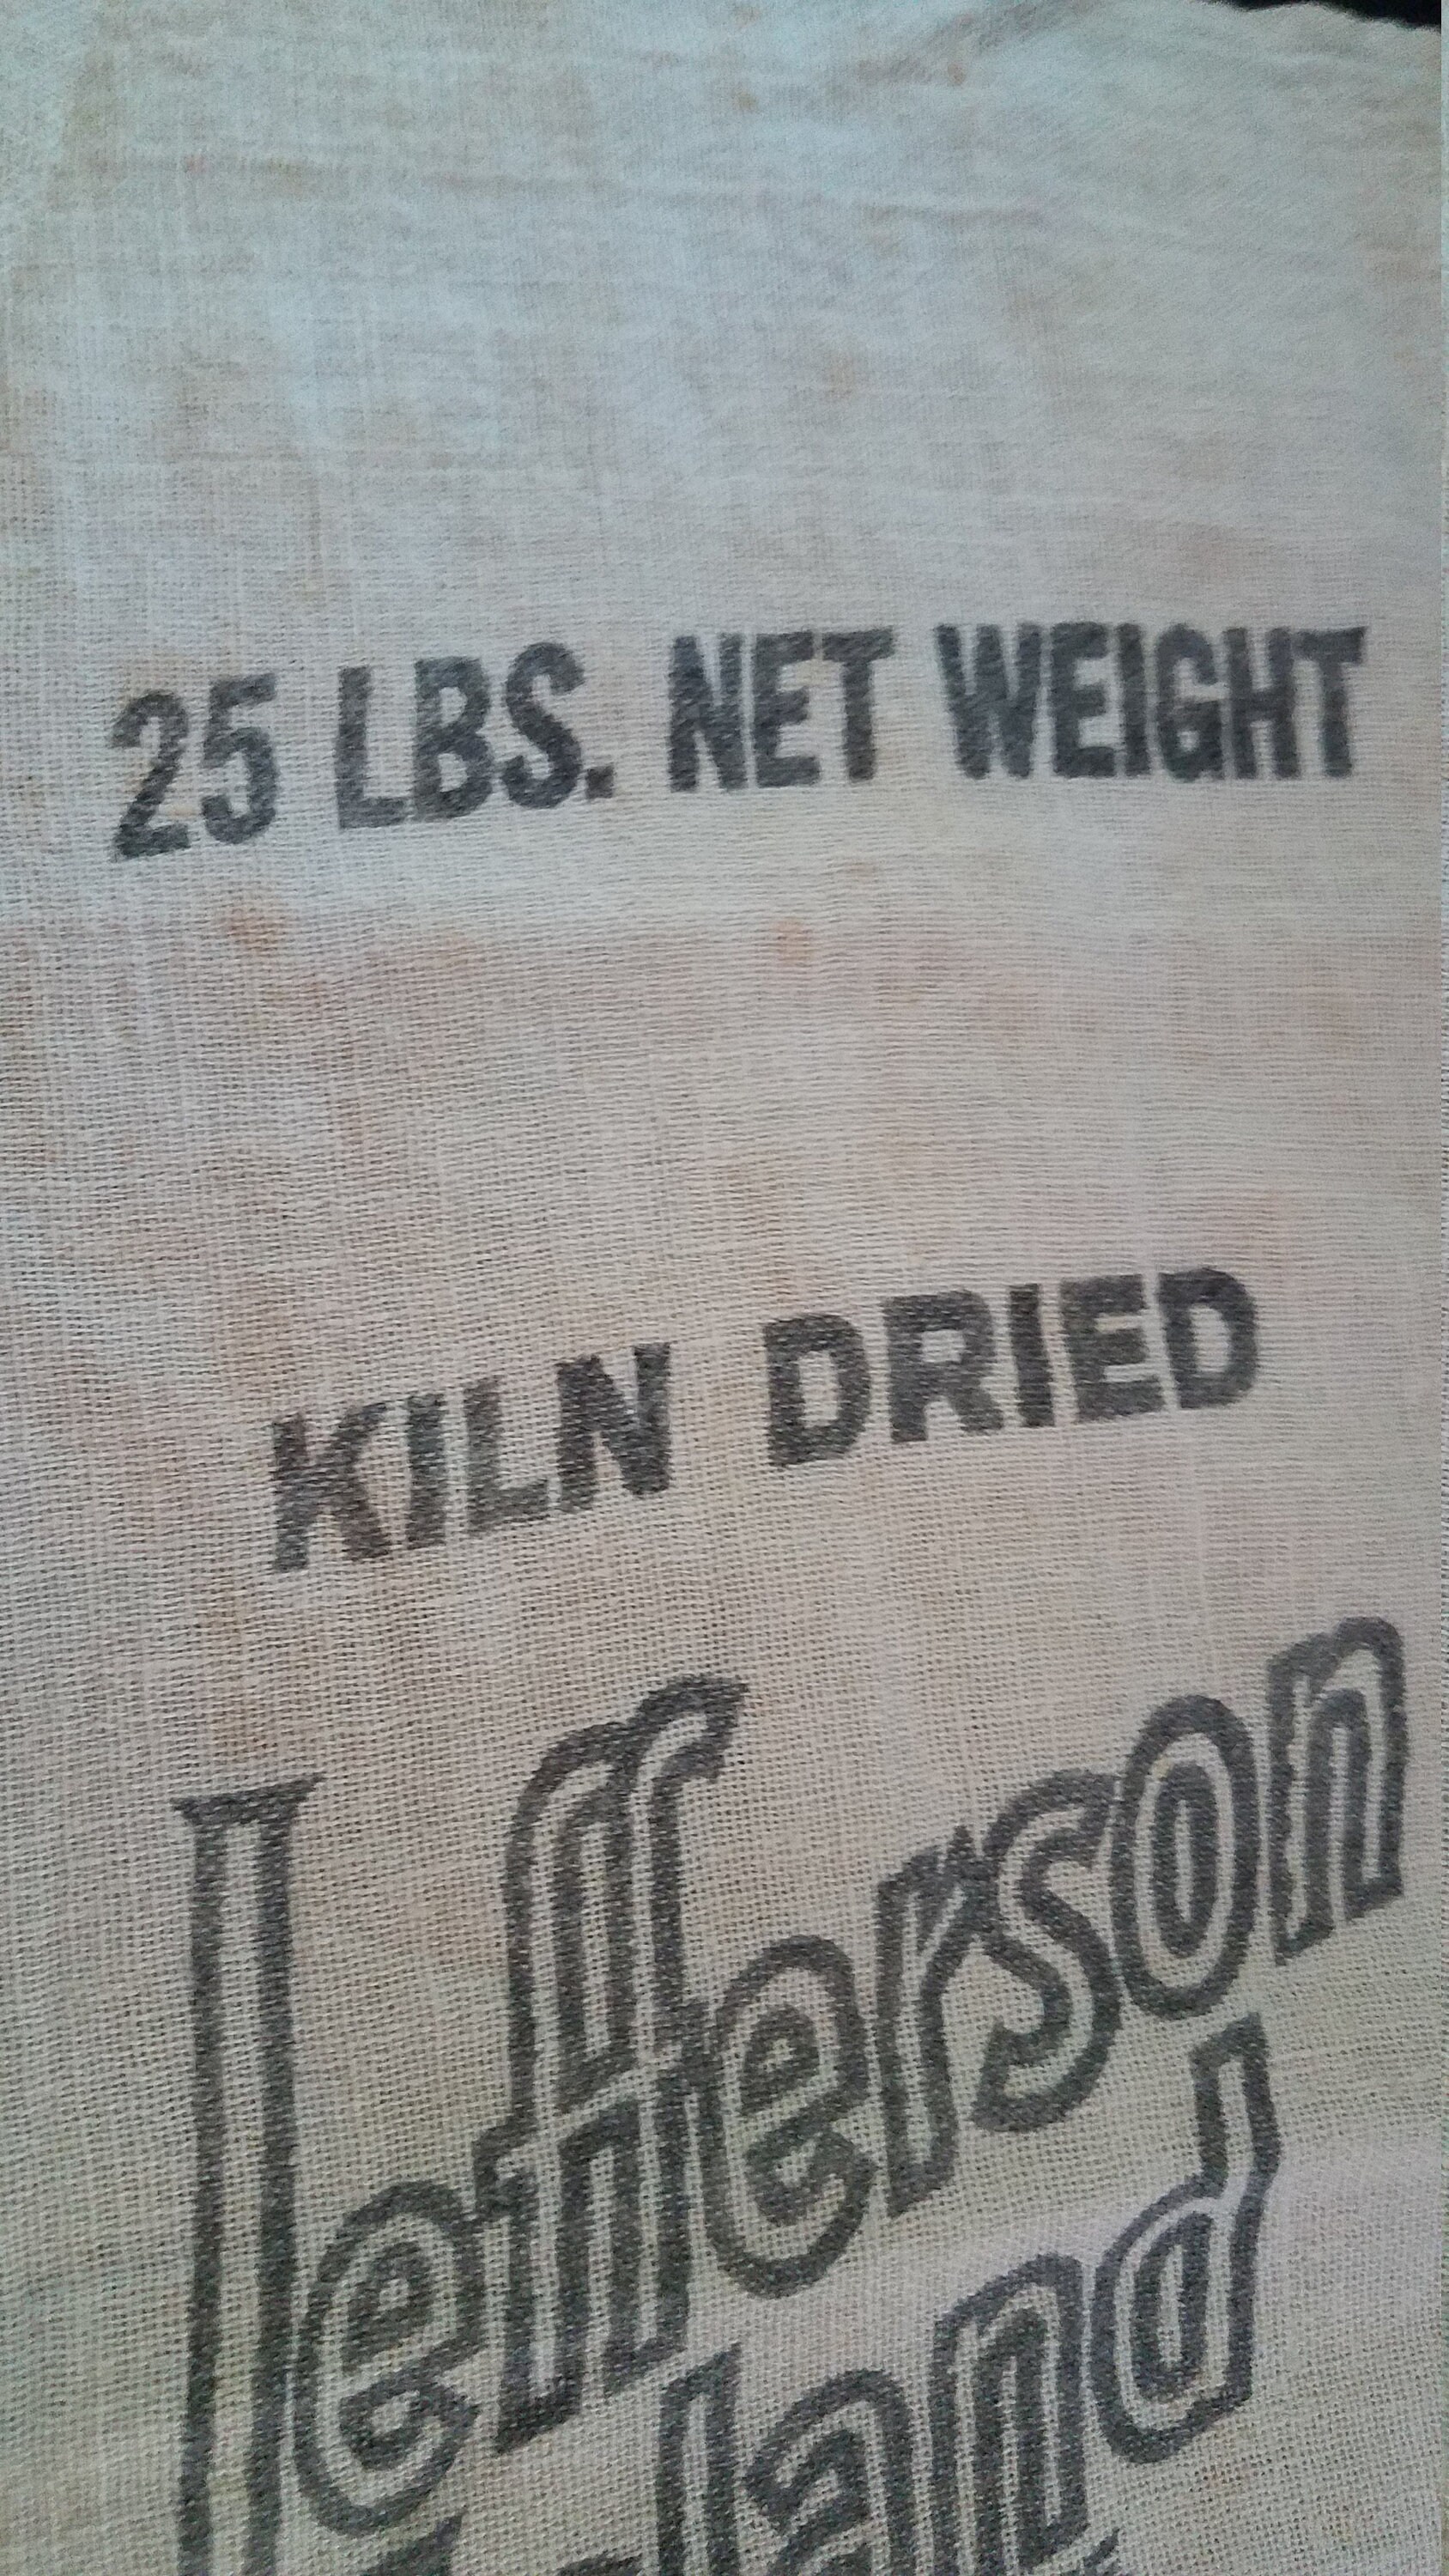 25 LBS. NET WEIGHT
KILN DRIED
Jefferson